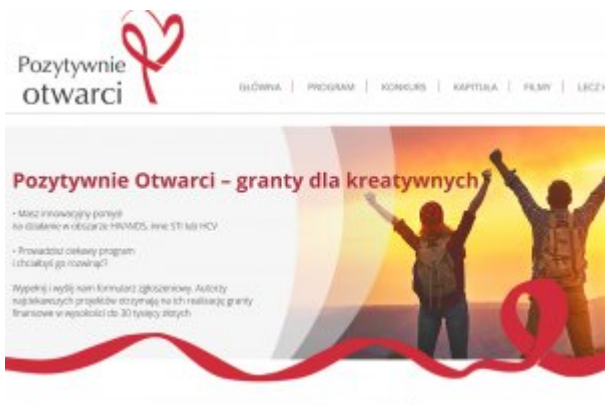 Pozytywnie
otwarci
GŁÓWNA | PROGRAM | KONKURS | KAPITUŁA | FILMY | LECZ
Pozytywnie Otwarci – granty dla kreatywnych
• Masz innowacyjny pomysł
na działanie w obszarze HIV/AIDS, inne STI lub HCV
• Prowadzisz ciekawy program
i chciałbyś go rozwinąć?
Wypełnij i wyślij nam formularz zgłoszeniowy. Autorzy
najciekawszych projektów otrzymają na ich realizację granty
finansowe w wysokości do 30 tysięcy złotych